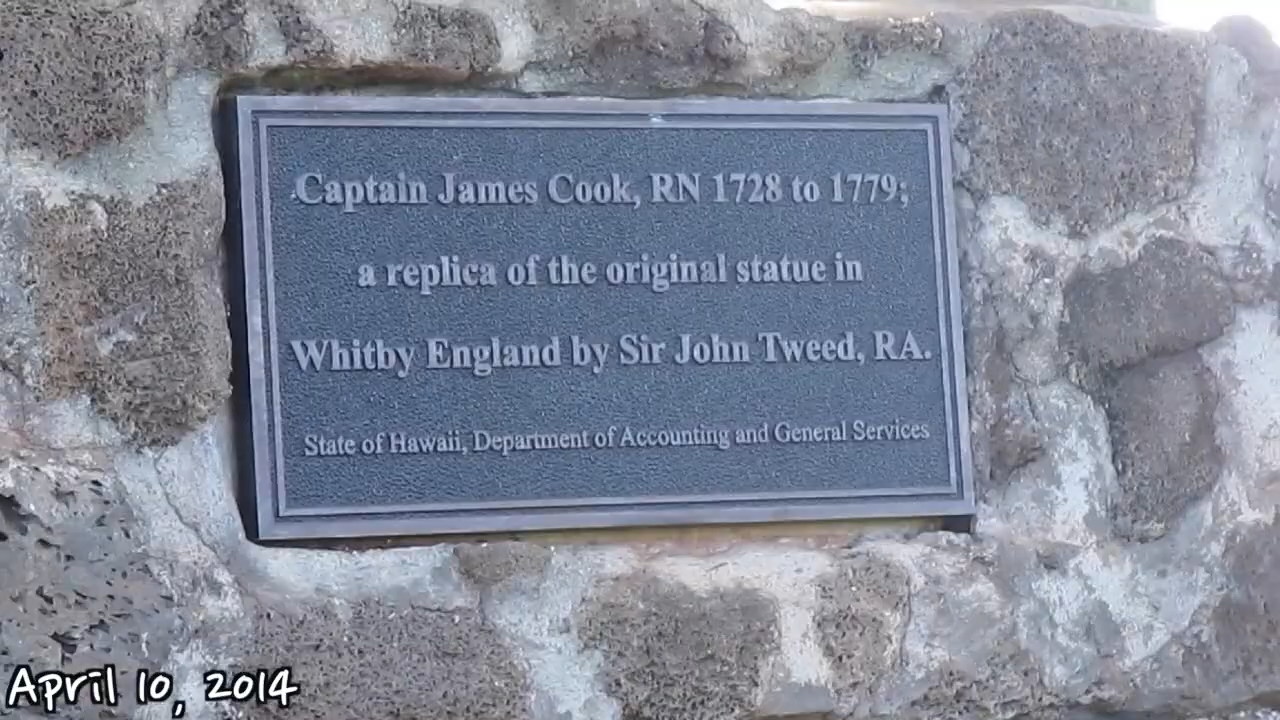 Captain James Cook, RN 1728 to 1779;
a replica of the original statue in
Whitby England by Sir John Tweed, RA.
State of Hawaii, Department of Accounting and General Services
April 10, 2014